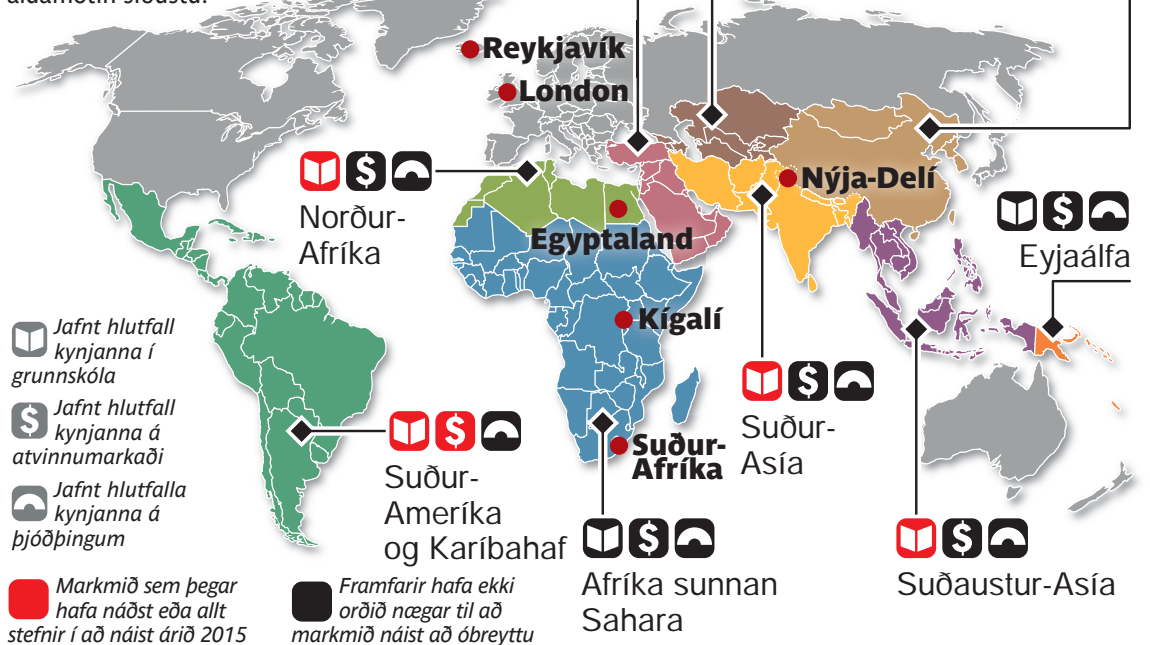 Reykjavík
London
Nýja-Delí
Norður-
Afríka
Egyptaland
Eyjaálfa
Kígalí
Jafnt hlutfall
kynjanna í
grunnskóla
Jafnt hlutfall
kynjanna á
atvinnumarkaði
Jafnt hlutfalla
kynjanna á
þjóðþingum
Suður-
Ameríka
og Karíbahaf
Suður-
Afríka
Suður-
Asía
Afríka sunnan
Sahara
Suðaustur-Asía
Markmið sem þegar
hafa náðst eða allt
stefnir í að náist árið 2015
Framfarir hafa ekki
orðið nægar til að
markmið náist að óbreyttu